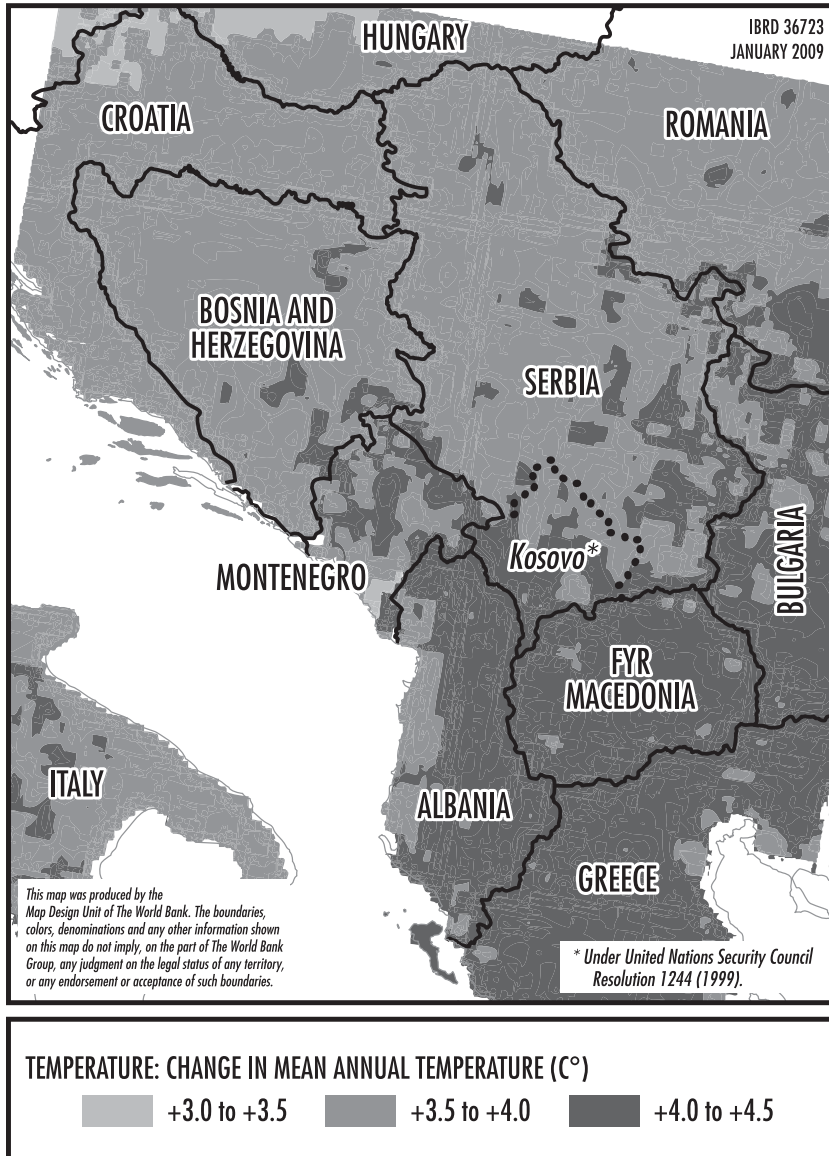 IBRD 36723
JANUARY 2009
HUNGARY
CROATIA
ROMANIA
BOSNIA AND
HERZEGOVINA
SERBIA
Kosovo*
BULGARIA
MONTENEGRO
FYR
MACEDONIA
ITALY
ALBANIA
GREECE
This map was produced by the
Map Design Unit of The World Bank. The boundaries,
colors, denominations and any other information shown
on this map do not imply, on the part of The World Bank
Group, any judgment on the legal status of any territory,
or any endorsement or acceptance of such boundaries.
* Under United Nations Security Council
Resolution 1244 (1999).
TEMPERATURE: CHANGE IN MEAN ANNUAL TEMPERATURE (C°)
+3.0 to +3.5
+3.5 to +4.0
+4.0 to +4.5